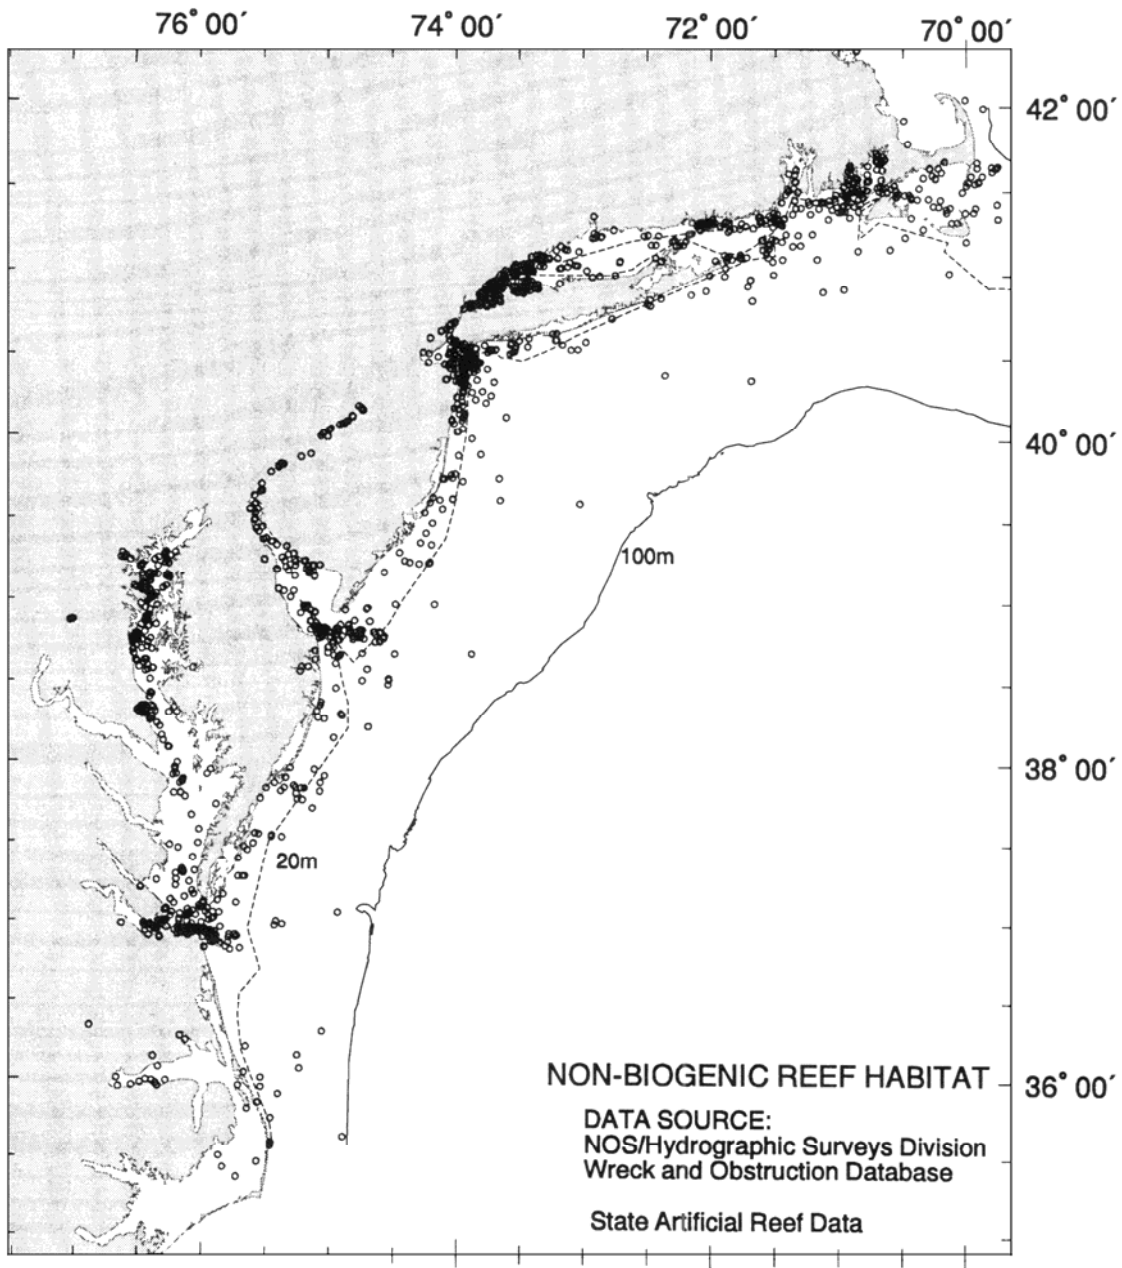 76° 00′ 74° 00′ 72° 00′ 70° 00′
42° 00′
40° 00′
100m
38° 00′
20m
NON-BIOGENIC REEF HABITAT
36° 00′
DATA SOURCE:
NOS/Hydrographic Surveys Division
Wreck and Obstruction Database
State Artificial Reef Data